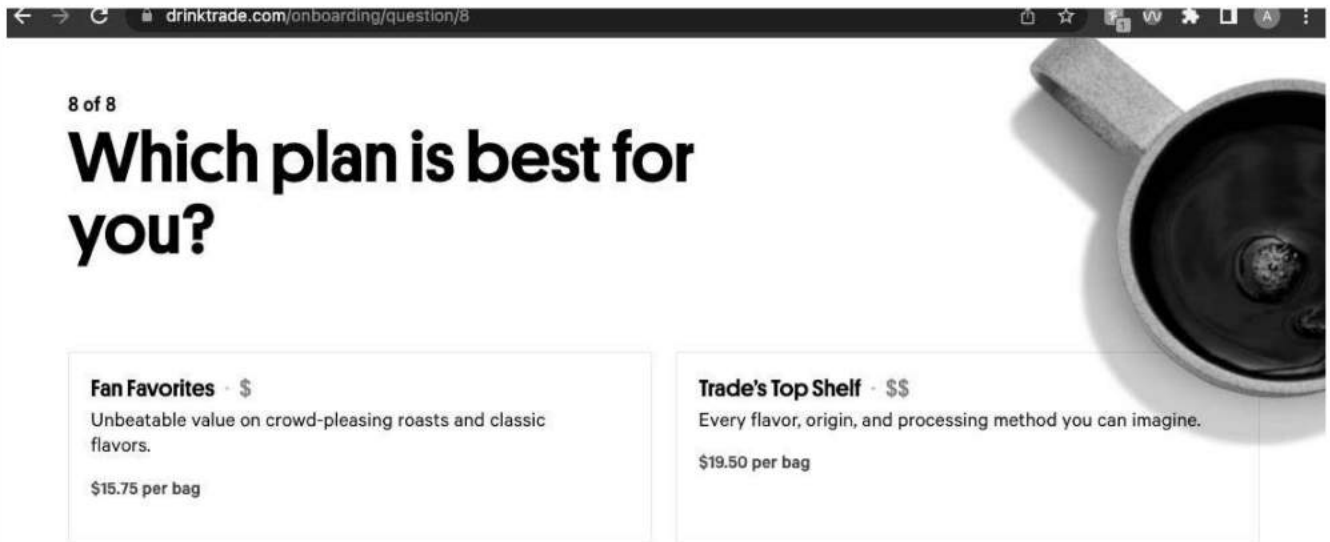 drinktrade.com/onboarding/question/8
1
A
8 of 8
Which plan is best for
you?
Fan Favorites · $
Unbeatable value on crowd-pleasing roasts and classic
flavors.
$15.75 per bag
Trade's Top Shelf · $$
Every flavor, origin, and processing method you can imagine.
$19.50 per bag